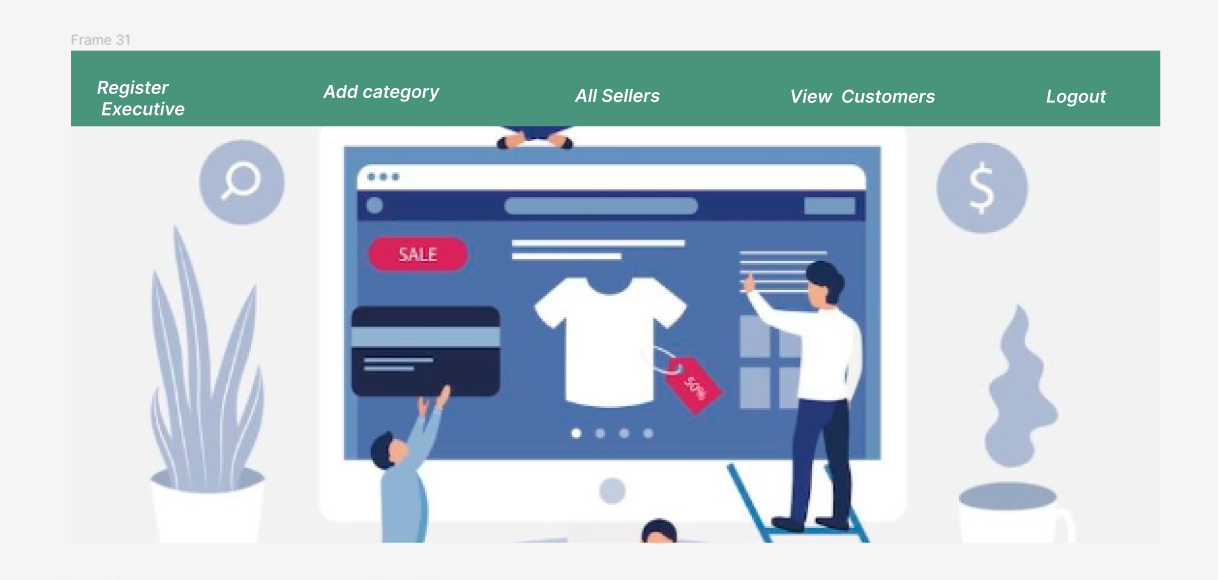 Frame 31
Register
Executive
Add category
All Sellers
View Customers
Logout
$
SALE
50%